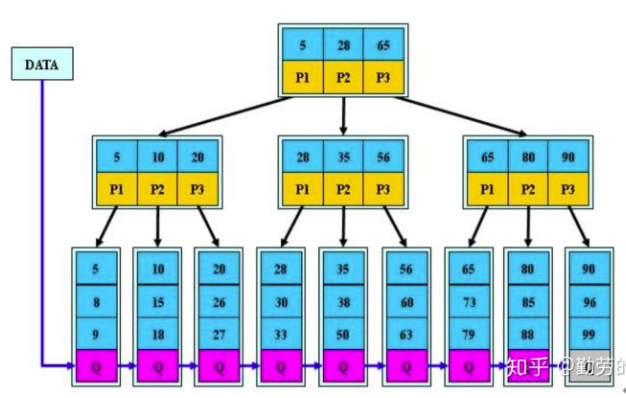 5 28 65
DATA
P1 P2 P3
5 10 20 28 35 56 65 80 90
P1 P2 P3 P1 P2 P3 P1 P2 P3
5 10 20 28 35 56 65 80 90
8 15 26 30 38 60 73 85 96
9 18 27 33 50 63 79 88 99
Q Q Q Q Q Q Q
知乎 @勤劳的